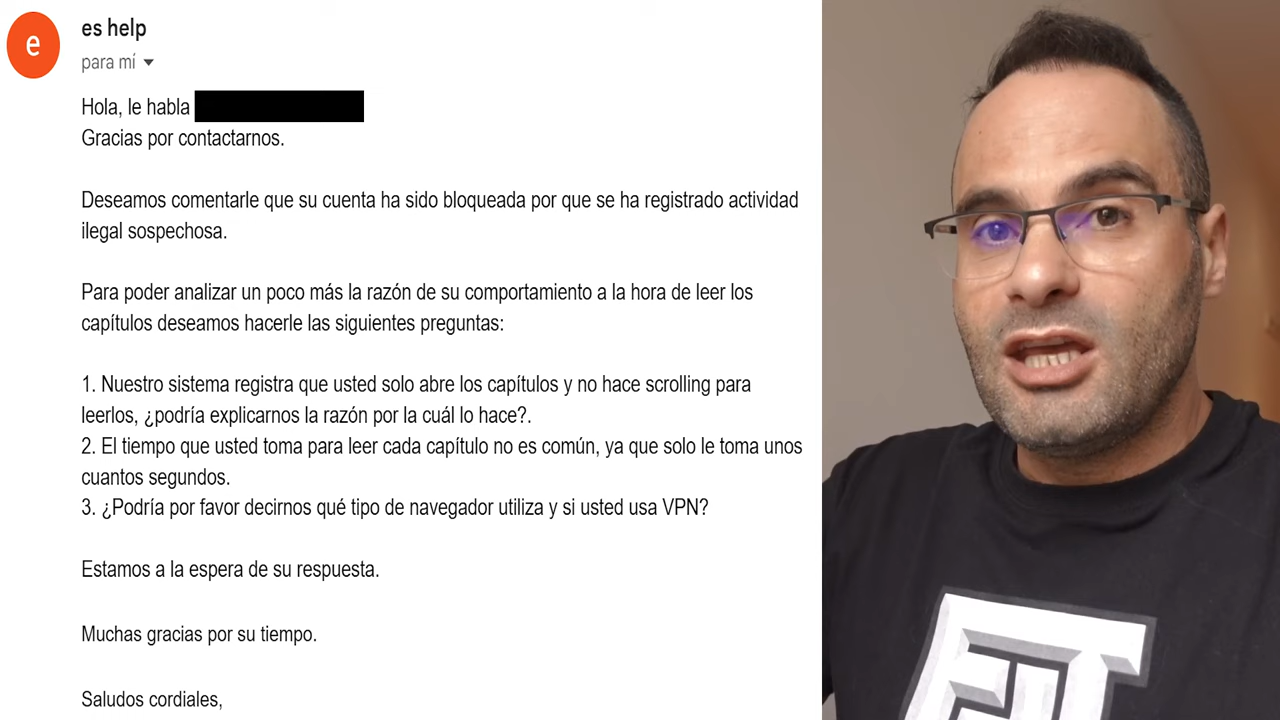 e
es help
para mí
Hola, le habla
Gracias por contactarnos.
Deseamos comentarle que su cuenta ha sido bloqueada por que se ha registrado actividad
ilegal sospechosa.
Para poder analizar un poco más la razón de su comportamiento a la hora de leer los
capítulos deseamos hacerle las siguientes preguntas:
1. Nuestro sistema registra que usted solo abre los capítulos y no hace scrolling para
leerlos, ¿podría explicarnos la razón por la cuál lo hace?.
2. El tiempo que usted toma para leer cada capítulo no es común, ya que solo le toma unos
cuantos segundos.
3. ¿Podría por favor decirnos qué tipo de navegador utiliza y si usted usa VPN?
Estamos a la espera de su respuesta.
Muchas gracias por su tiempo.
Saludos cordiales,